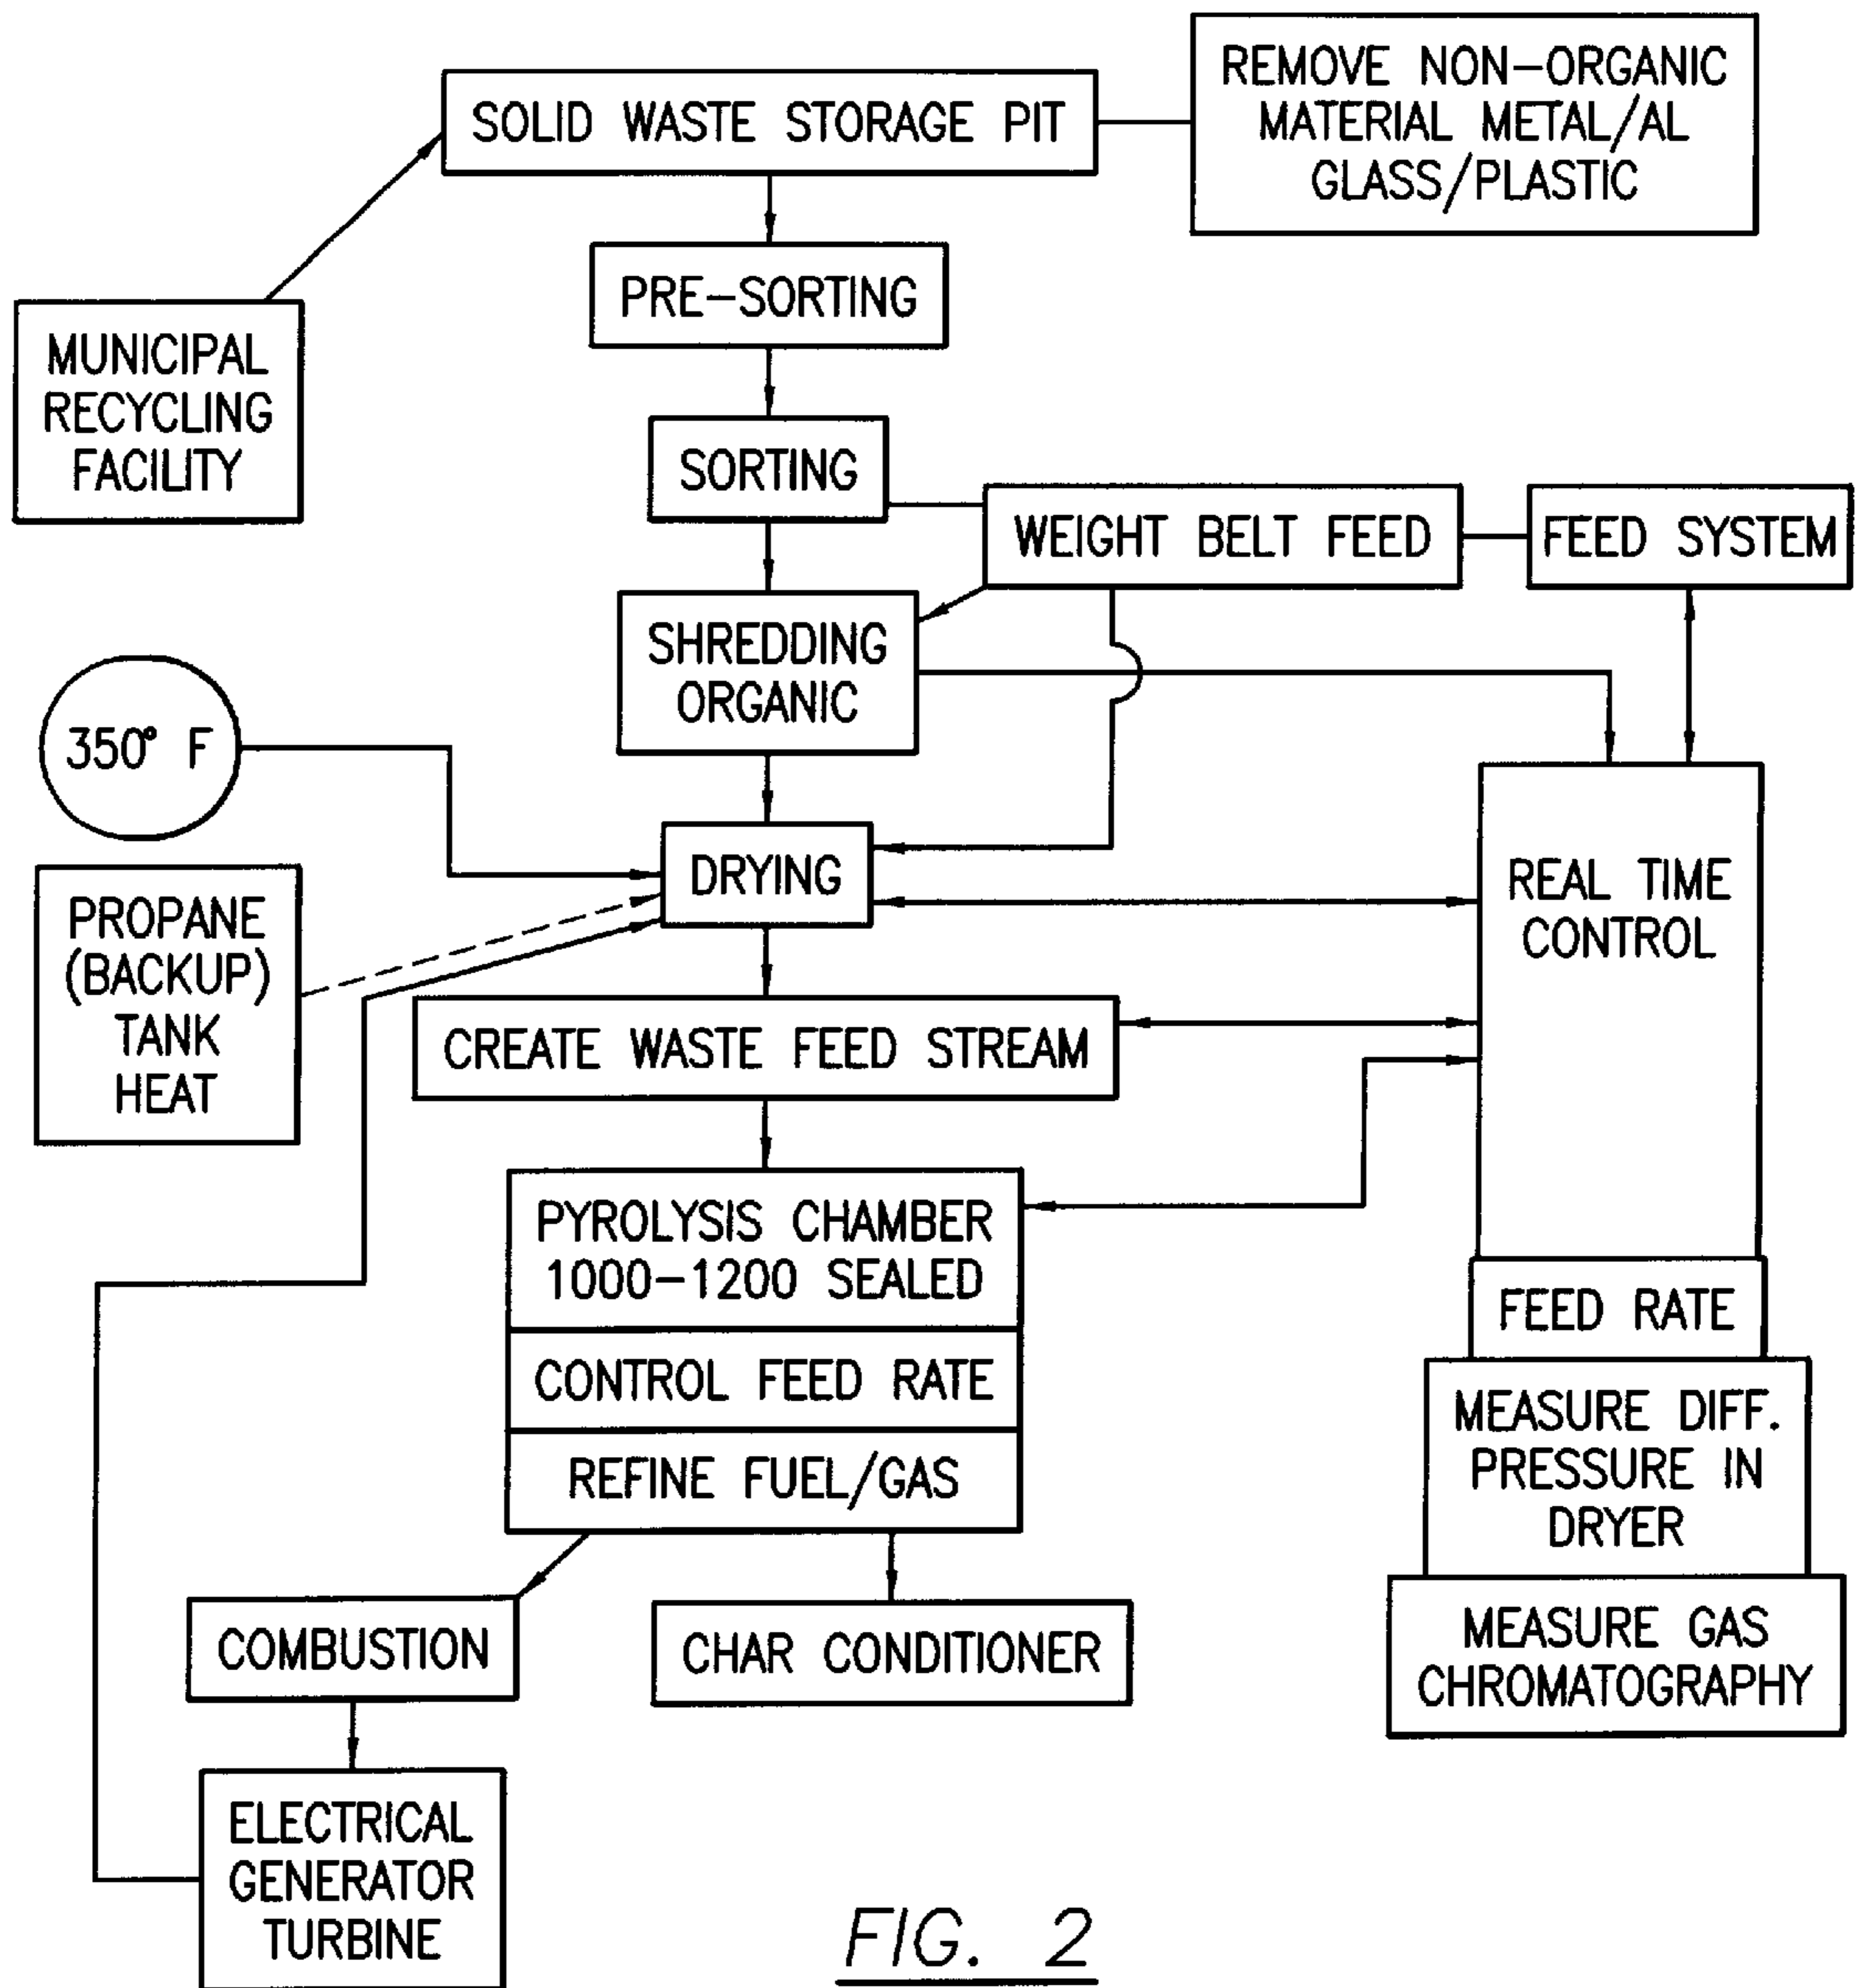 SOLID WASTE STORAGE PIT
REMOVE NON-ORGANIC
MATERIAL METAL/AL
GLASS/PLASTIC
PRE-SORTING
MUNICIPAL
RECYCLING
FACILITY
SORTING
WEIGHT BELT FEED
FEED SYSTEM
SHREDDING
ORGANIC
350° F
DRYING
REAL TIME
CONTROL
PROPANE
(BACKUP)
TANK
HEAT
CREATE WASTE FEED STREAM
PYROLYSIS CHAMBER
1000-1200 SEALED
CONTROL FEED RATE
REFINE FUEL/GAS
FEED RATE
MEASURE DIFF.
PRESSURE IN
DRYER
MEASURE GAS
CHROMATOGRAPHY
COMBUSTION
CHAR CONDITIONER
ELECTRICAL
GENERATOR
TURBINE
FIG. 2